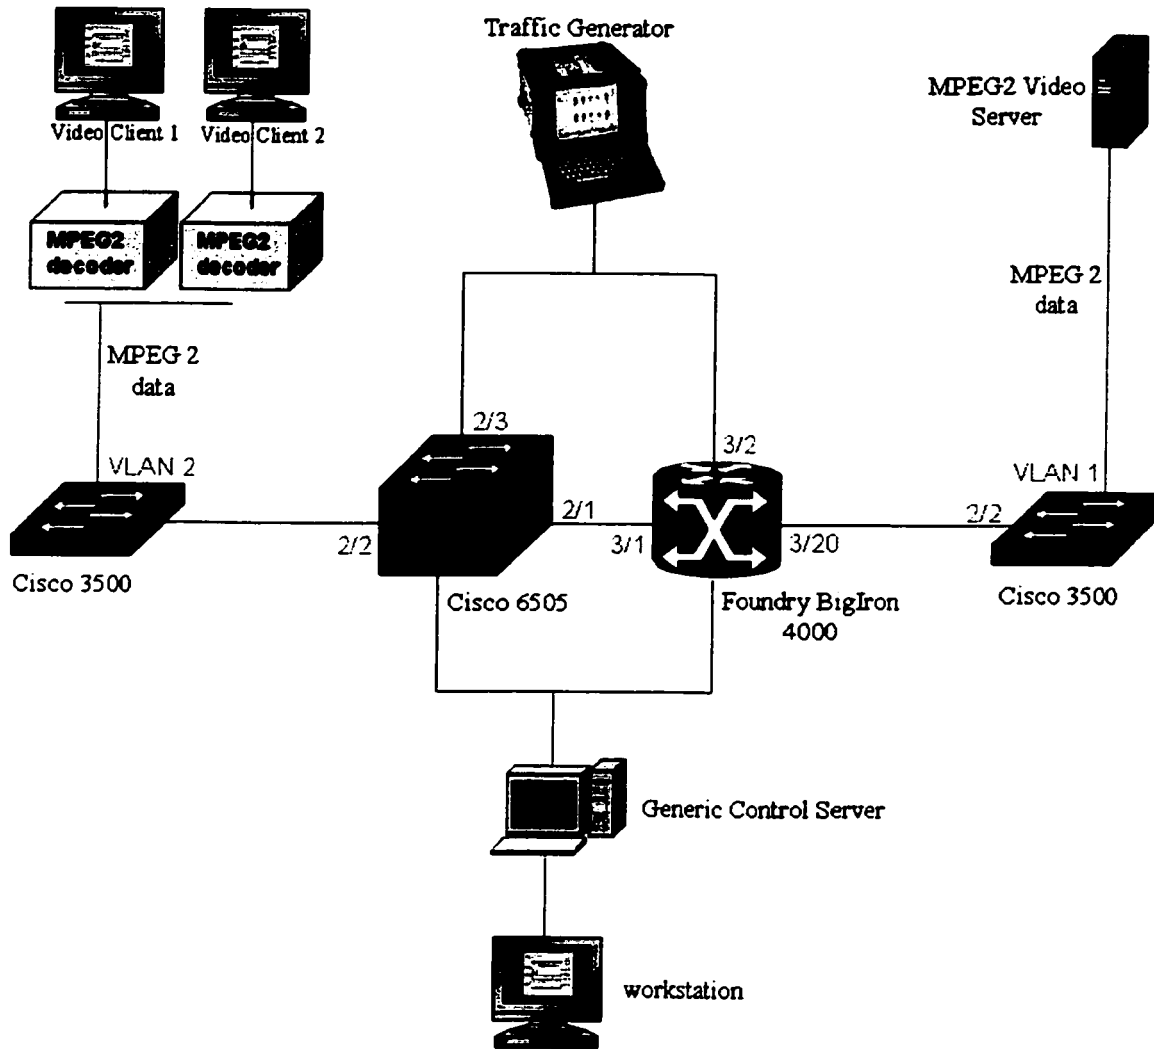 Traffic Generator
MPEG2 Video
Server
Video Client 1
Video Client 2
MPEG2
decoder
MPEG2
decoder
MPEG 2
data
MPEG 2
data
2/3
3/2
VLAN 2
VLAN 1
2/1
2/2
2/2
3/1
3/20
Cisco 3500
Cisco 6505
Foundry BigIron
4000
Cisco 3500
Generic Control Server
workstation